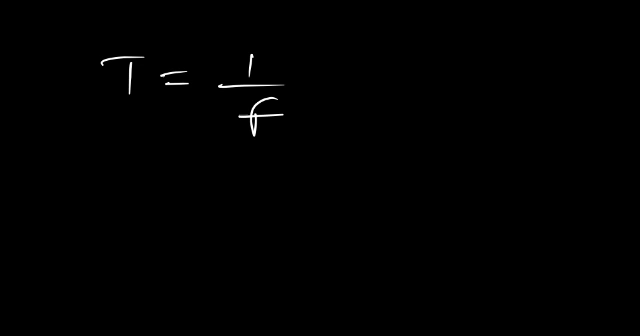 T = 1/f